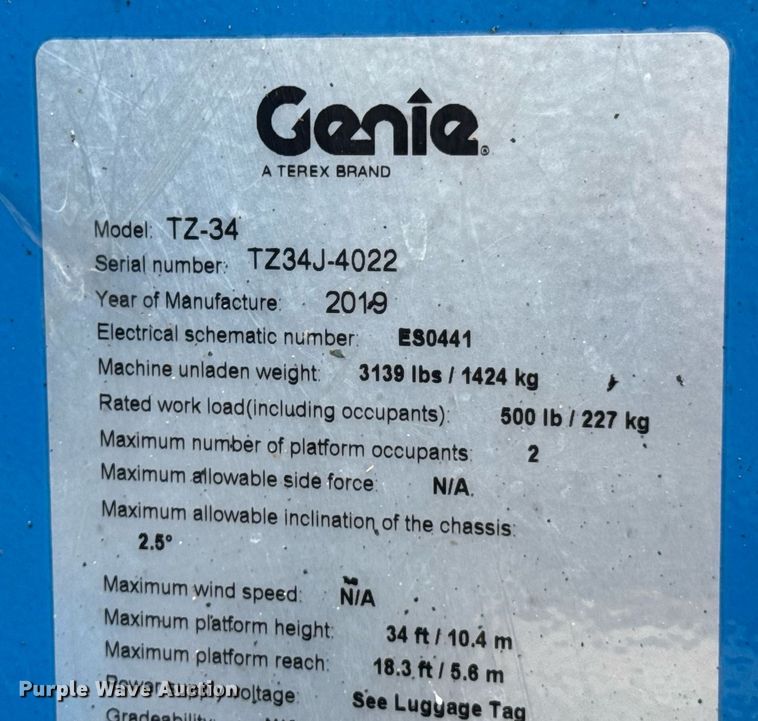 Genie
A TEREX BRAND
Model: TZ-34
Serial number: TZ34J-4022
Year of Manufacture: 2019
Electrical schematic number: ES0441
Machine unladen weight: 3139 lbs / 1424 kg
Rated work load(including occupants): 500 lb / 227 kg
Maximum number of platform occupants: 2
Maximum allowable side force: N/A
Maximum allowable inclination of the chassis:
2.5°
Maximum wind speed: N/A
Maximum platform height: 34 ft / 10.4 m
Maximum platform reach: 18.3 ft / 5.6 m
Power supply voltage: See Luggage Tag
Gradeability:
Purple Wave Auction